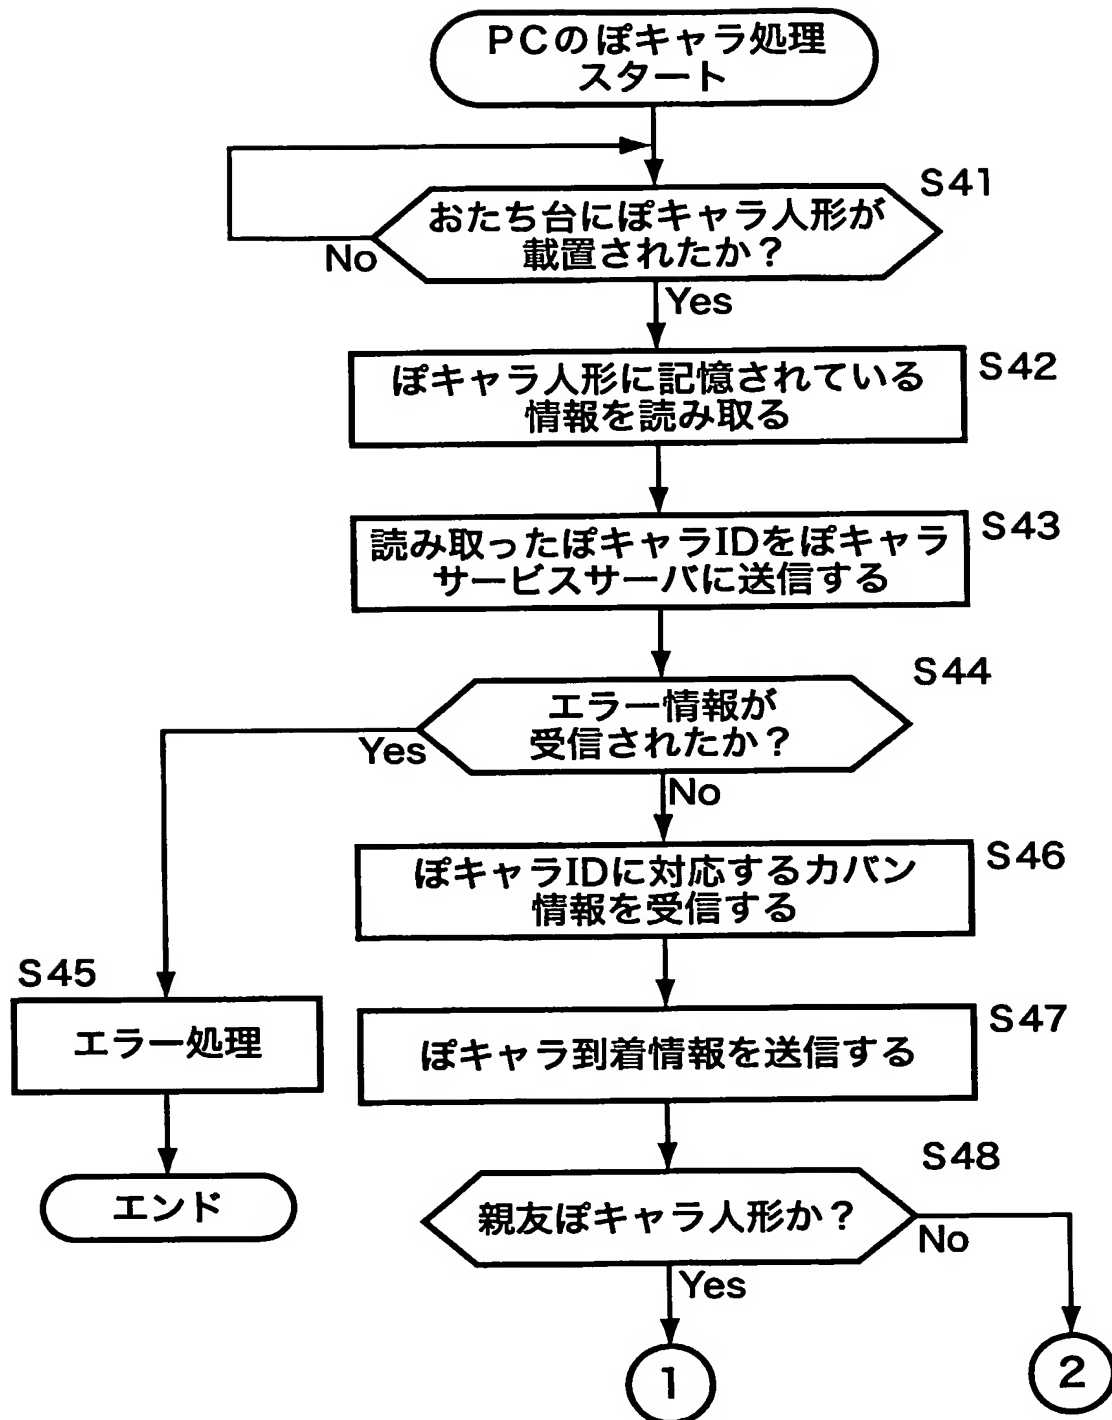 PCのぽキャラ処理
スタート
S41
おたち台にぽキャラ人形が
載置されたか？
No
Yes
S42
ぽキャラ人形に記憶されている
情報を読み取る
S43
読み取ったぽキャラIDをぽキャラ
サービスサーバに送信する
S44
エラー情報が
受信されたか？
Yes
No
S46
ぽキャラIDに対応するカバン
情報を受信する
S45
エラー処理
S47
ぽキャラ到着情報を送信する
エンド
S48
親友ぽキャラ人形か？
No
Yes
1
2